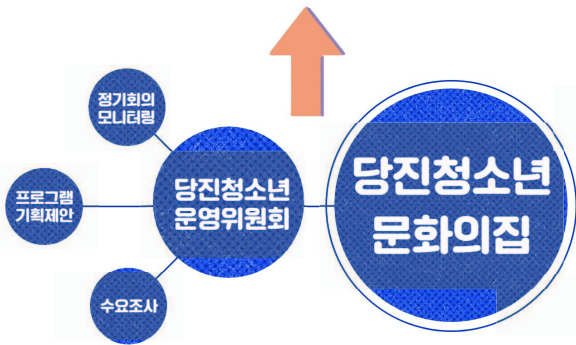 정기회의
모니터링
프로그램
기획제안
수요조사
당진청소년
운영위원회
당진청소년
문화의집